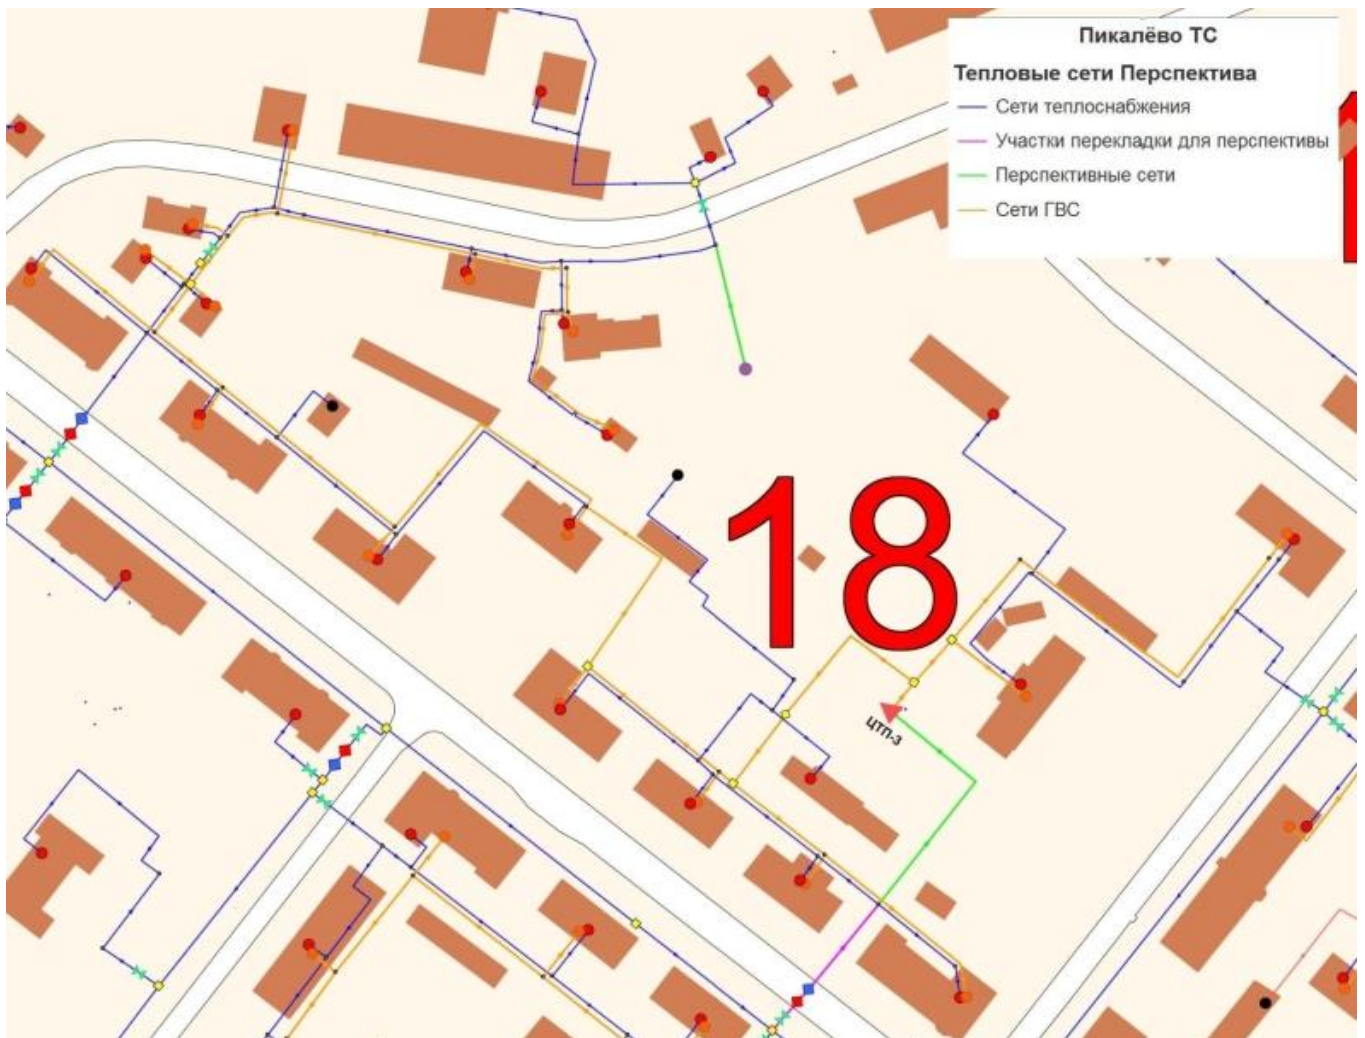 Пикалёво ТС
Тепловые сети Перспектива
Сети теплоснабжения
Участки перекладки для перспективы
Перспективные сети
Сети ГВС
18
ЦТП-3